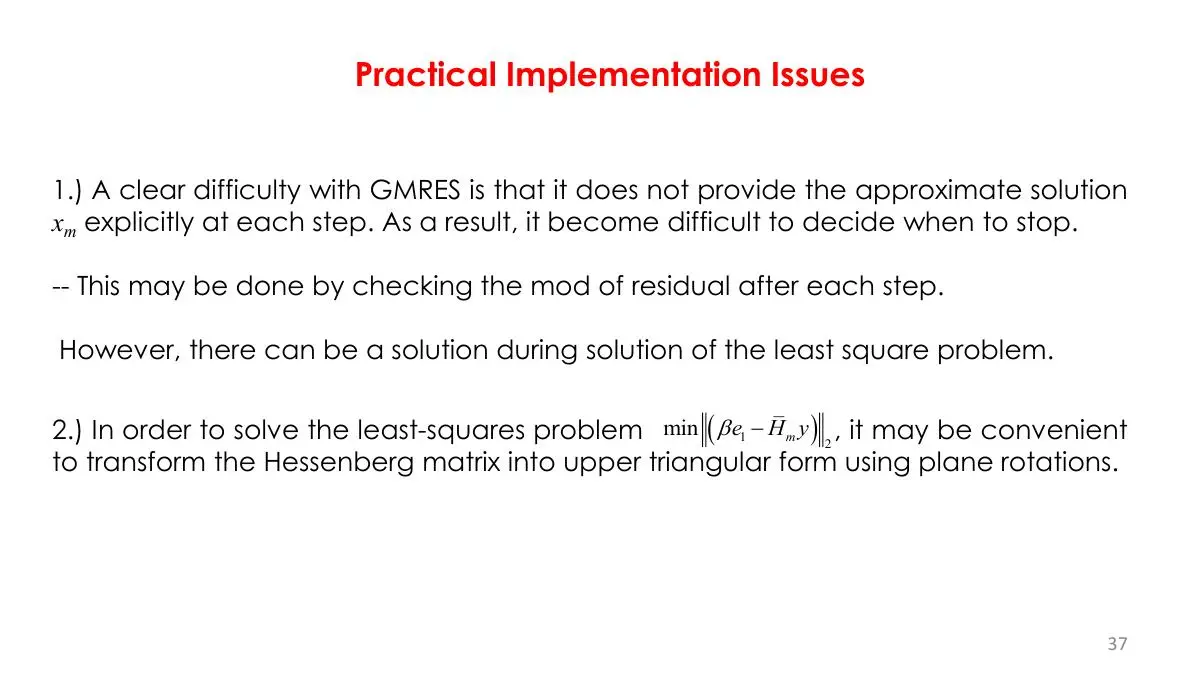 Practical Implementation Issues
1.) A clear difficulty with GMRES is that it does not provide the approximate solution
xₘ explicitly at each step. As a result, it become difficult to decide when to stop.
-- This may be done by checking the mod of residual after each step.
However, there can be a solution during solution of the least square problem.
2.) In order to solve the least-squares problem min‖(βe₁ − H̅ₘy)‖₂, it may be convenient
to transform the Hessenberg matrix into upper triangular form using plane rotations.
37